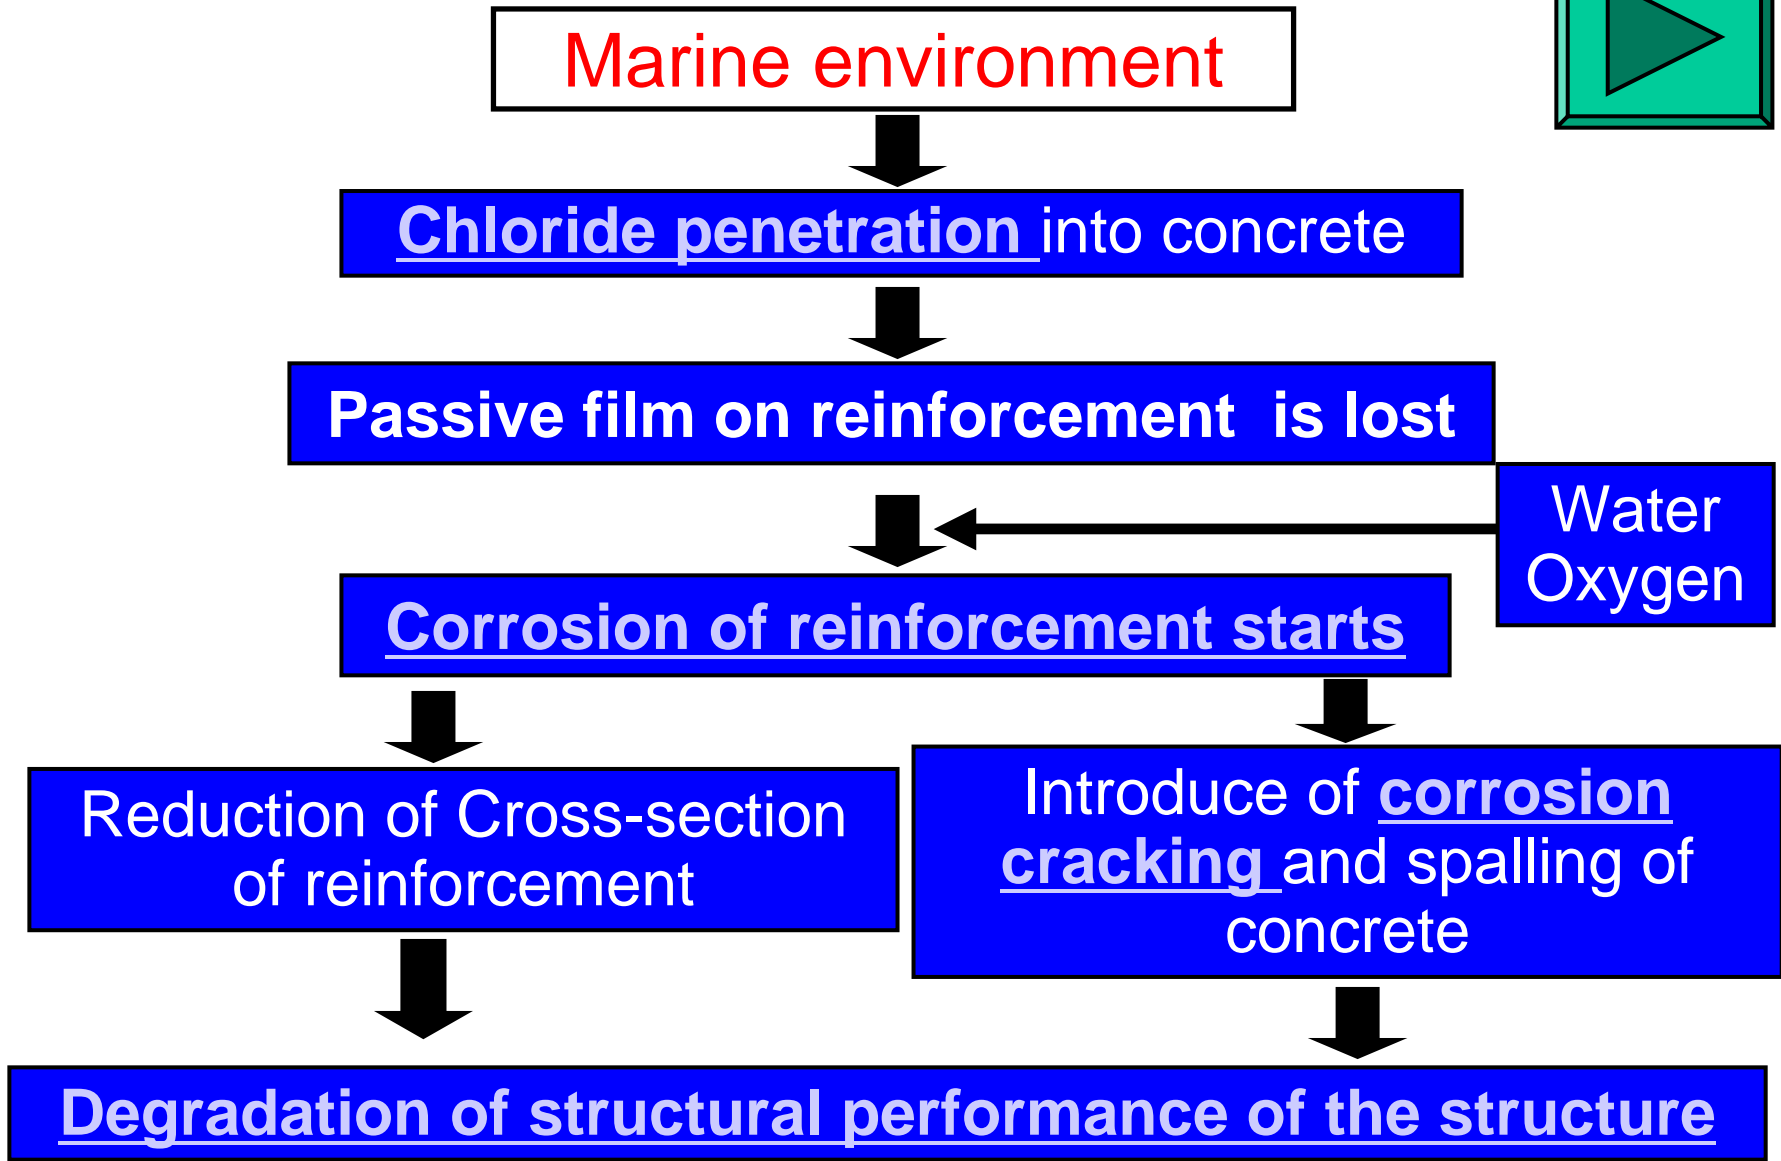 Marine environment
Chloride penetration into concrete
Passive film on reinforcement is lost
Water
Oxygen
Corrosion of reinforcement starts
Reduction of Cross-section
of reinforcement
Introduce of corrosion
cracking and spalling of
concrete
Degradation of structural performance of the structure